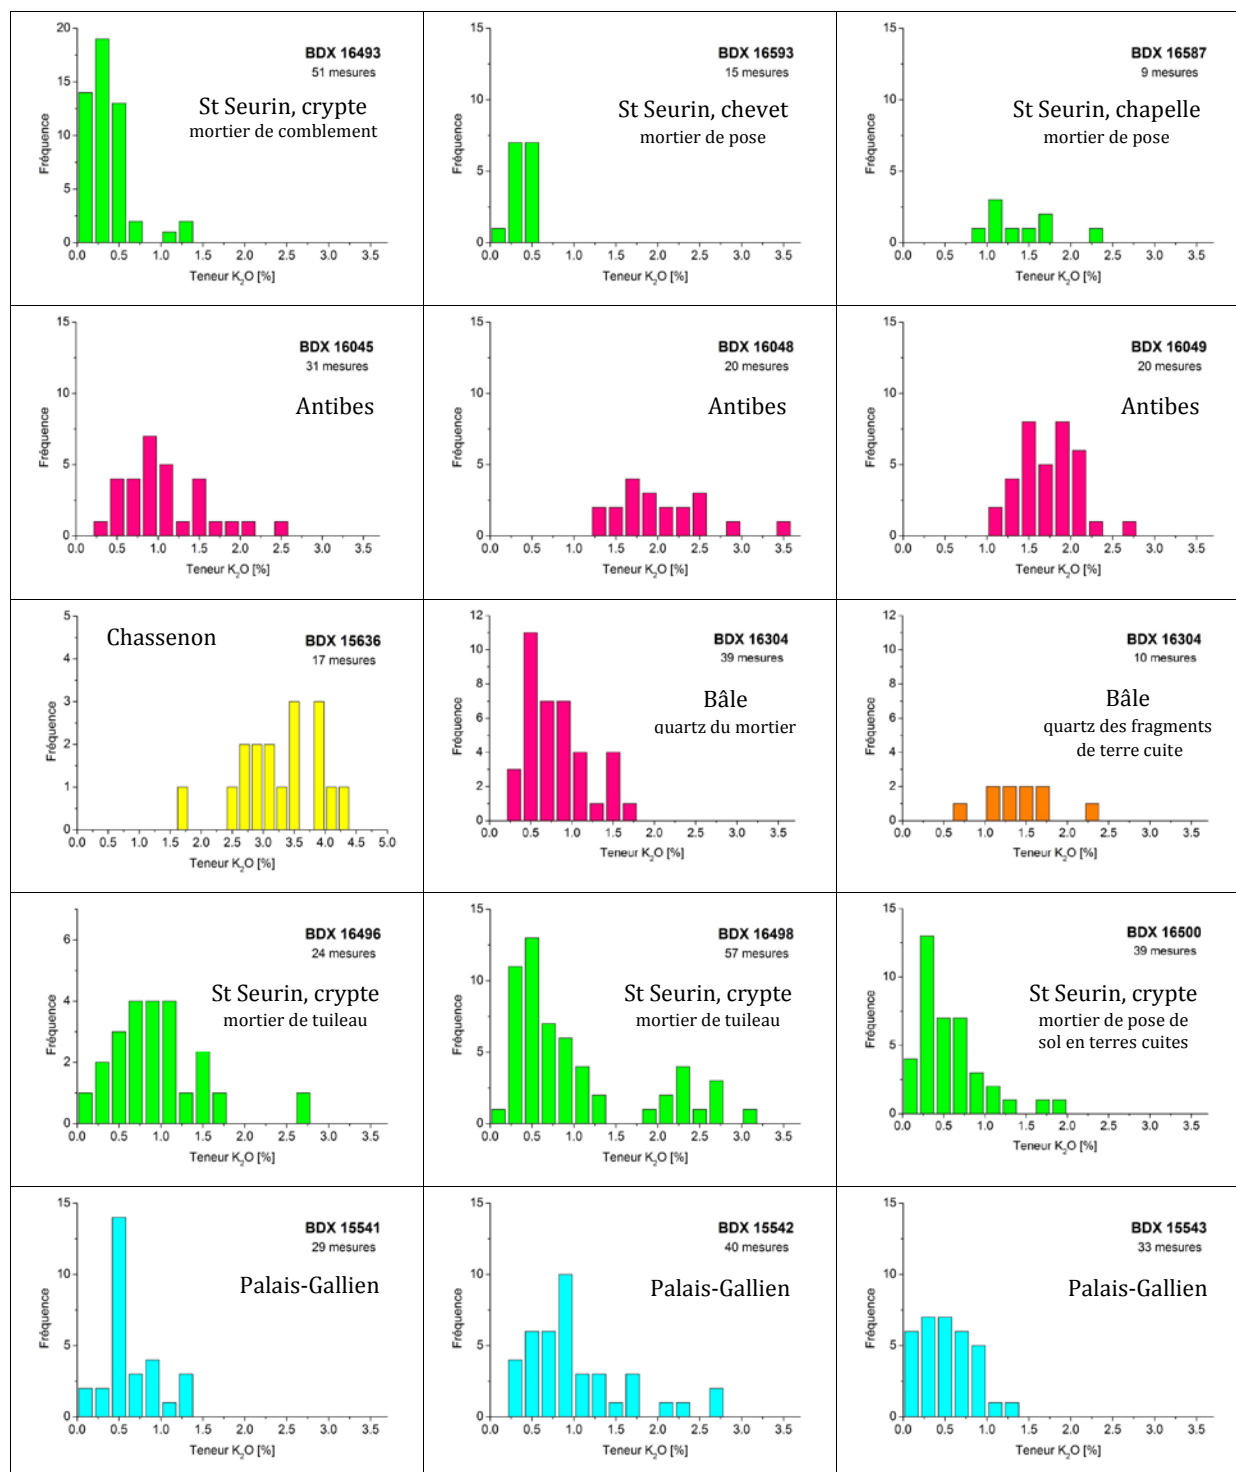 BDX 16493
51 mesures
St Seurin, crypte
mortier de comblement
Fréquence
20
15
10
5
0
0.0 0.5 1.0 1.5 2.0 2.5 3.0 3.5
Teneur K₂O [%]
BDX 16593
15 mesures
St Seurin, chevet
mortier de pose
Fréquence
15
10
5
0
0.0 0.5 1.0 1.5 2.0 2.5 3.0 3.5
Teneur K₂O [%]
BDX 16587
9 mesures
St Seurin, chapelle
mortier de pose
Fréquence
15
10
5
0
0.0 0.5 1.0 1.5 2.0 2.5 3.0 3.5
Teneur K₂O [%]
BDX 16045
31 mesures
Antibes
Fréquence
15
10
5
0
0.0 0.5 1.0 1.5 2.0 2.5 3.0 3.5
Teneur K₂O [%]
BDX 16048
20 mesures
Antibes
Fréquence
15
10
5
0
0.0 0.5 1.0 1.5 2.0 2.5 3.0 3.5
Teneur K₂O [%]
BDX 16049
20 mesures
Antibes
Fréquence
15
10
5
0
0.0 0.5 1.0 1.5 2.0 2.5 3.0 3.5
Teneur K₂O [%]
Chassenon
BDX 15636
17 mesures
Fréquence
5
4
3
2
1
0
0.0 0.5 1.0 1.5 2.0 2.5 3.0 3.5 4.0 4.5 5.0
Teneur K₂O [%]
BDX 16304
39 mesures
Bâle
quartz du mortier
Fréquence
12
10
8
6
4
2
0
0.0 0.5 1.0 1.5 2.0 2.5 3.0 3.5
Teneur K₂O [%]
BDX 16304
10 mesures
Bâle
quartz des fragments
de terre cuite
Fréquence
12
10
8
6
4
2
0
0.0 0.5 1.0 1.5 2.0 2.5 3.0 3.5
Teneur K₂O [%]
BDX 16496
24 mesures
St Seurin, crypte
mortier de tuileau
Fréquence
6
4
2
0
0.0 0.5 1.0 1.5 2.0 2.5 3.0 3.5
Teneur K₂O [%]
BDX 16498
57 mesures
St Seurin, crypte
mortier de tuileau
Fréquence
15
10
5
0
0.0 0.5 1.0 1.5 2.0 2.5 3.0 3.5
Teneur K₂O [%]
BDX 16500
39 mesures
St Seurin, crypte
mortier de pose de
sol en terres cuites
Fréquence
15
10
5
0
0.0 0.5 1.0 1.5 2.0 2.5 3.0 3.5
Teneur K₂O [%]
BDX 15541
29 mesures
Palais-Gallien
Fréquence
15
10
5
0
0.0 0.5 1.0 1.5 2.0 2.5 3.0 3.5
Teneur K₂O [%]
BDX 15542
40 mesures
Palais-Gallien
Fréquence
15
10
5
0
0.0 0.5 1.0 1.5 2.0 2.5 3.0 3.5
Teneur K₂O [%]
BDX 15543
33 mesures
Palais-Gallien
Fréquence
15
10
5
0
0.0 0.5 1.0 1.5 2.0 2.5 3.0 3.5
Teneur K₂O [%]